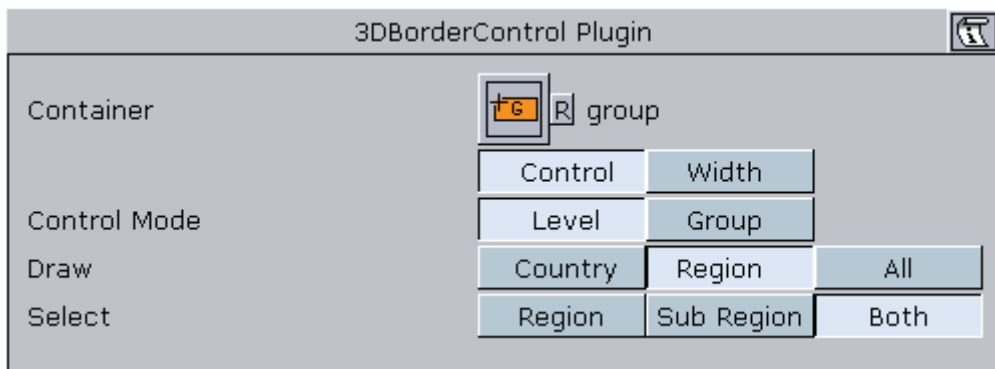 3DBorderControl Plugin
Container G R group
Control Width
Control Mode Level Group
Draw Country Region All
Select Region Sub Region Both